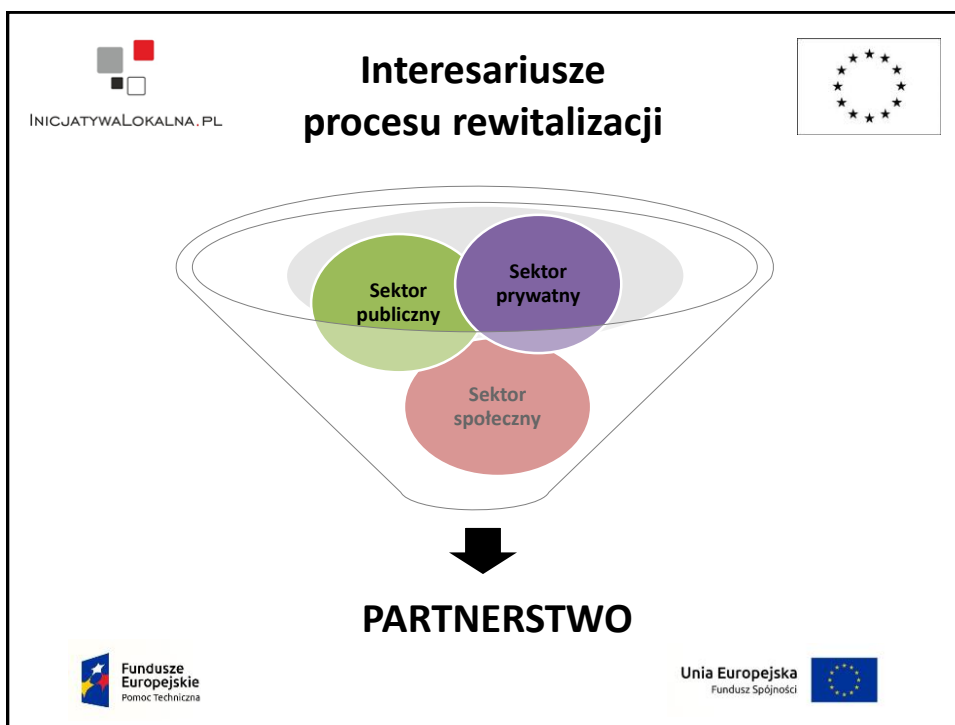 INICJATYWALOKALNA.PL
Interesariusze
procesu rewitalizacji
Sektor
publiczny
Sektor
prywatny
Sektor
społeczny
PARTNERSTWO
Fundusze
Europejskie
Pomoc Techniczna
Unia Europejska
Fundusz Spójności